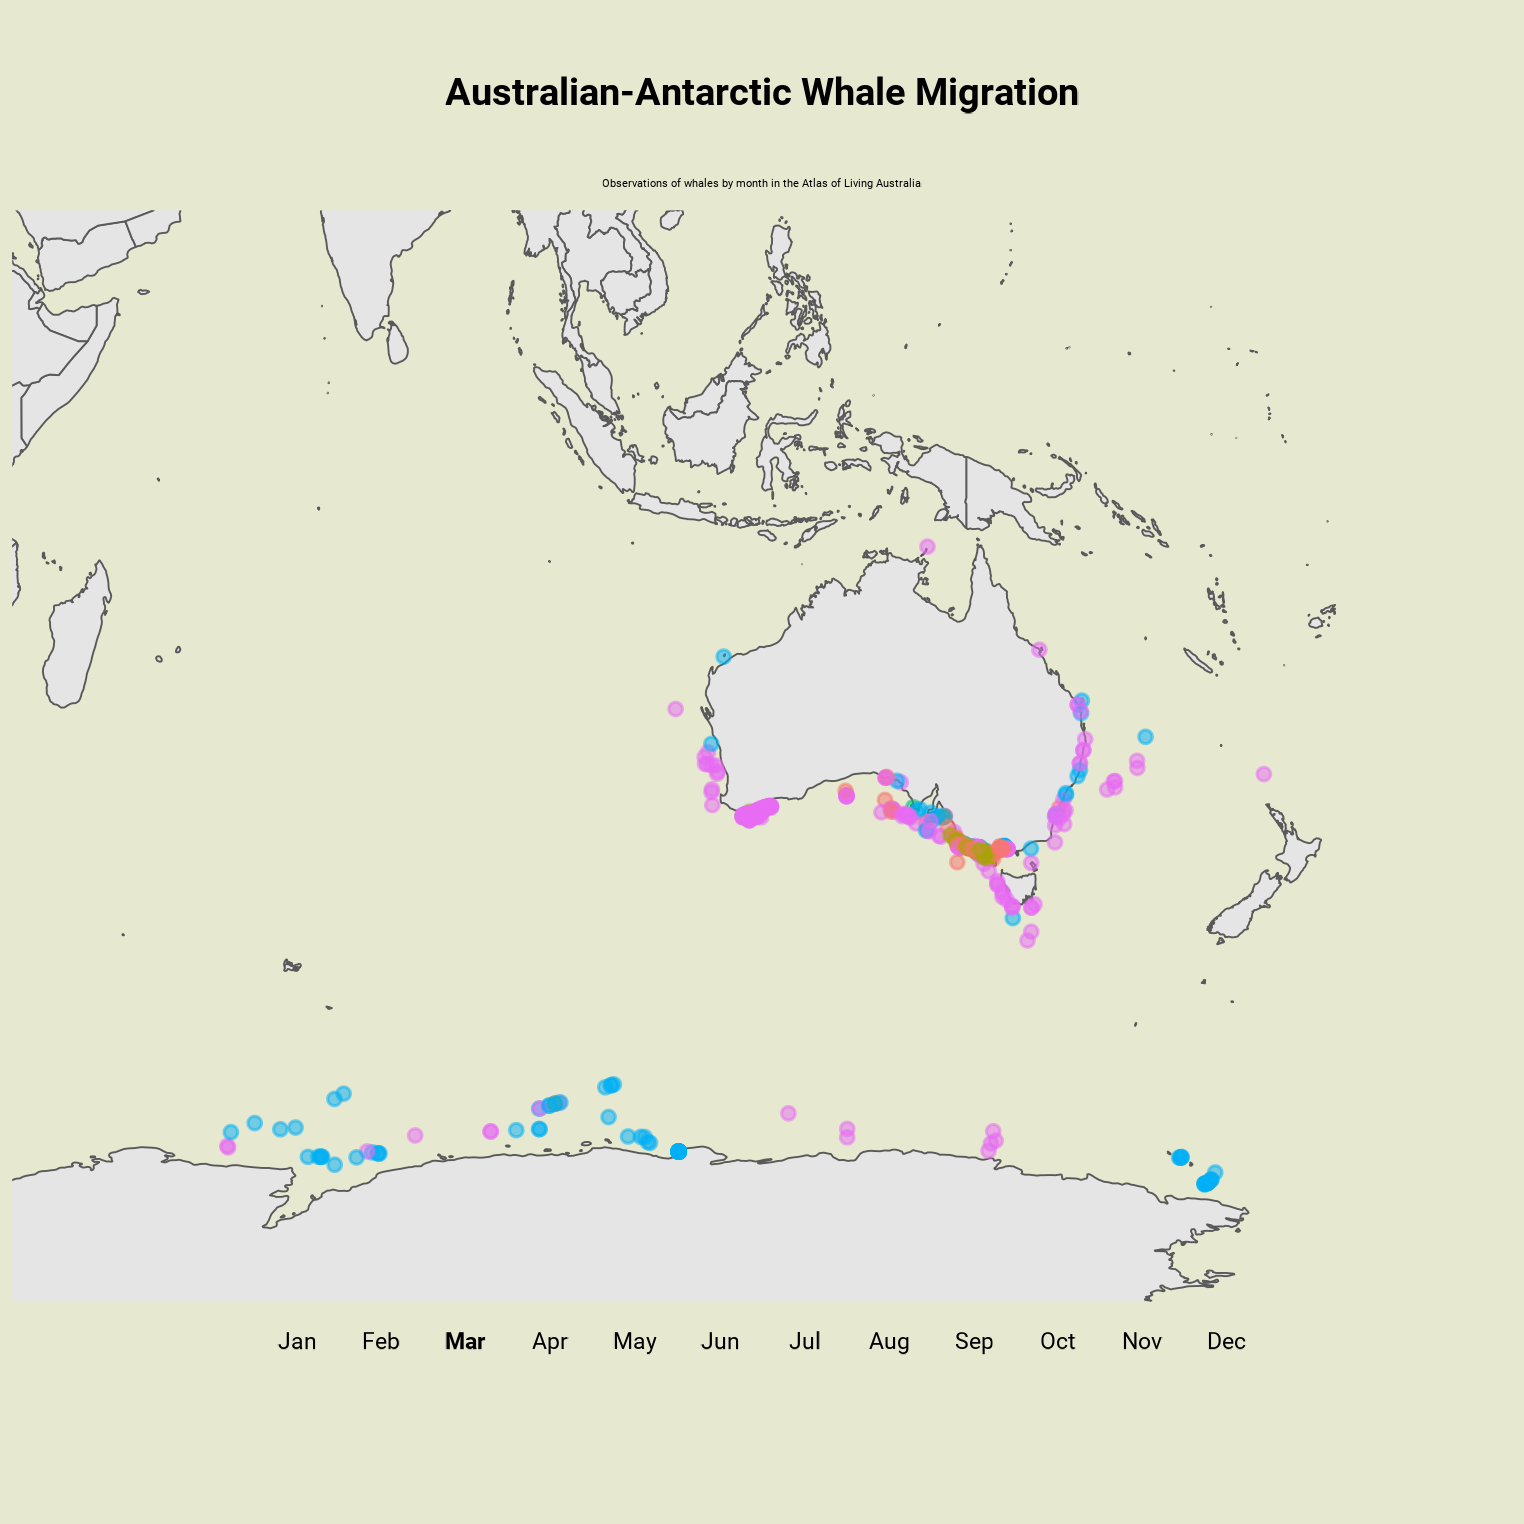 Australian-Antarctic Whale Migration
Observations of whales by month in the Atlas of Living Australia
Jan Feb Mar Apr May Jun Jul Aug Sep Oct Nov Dec